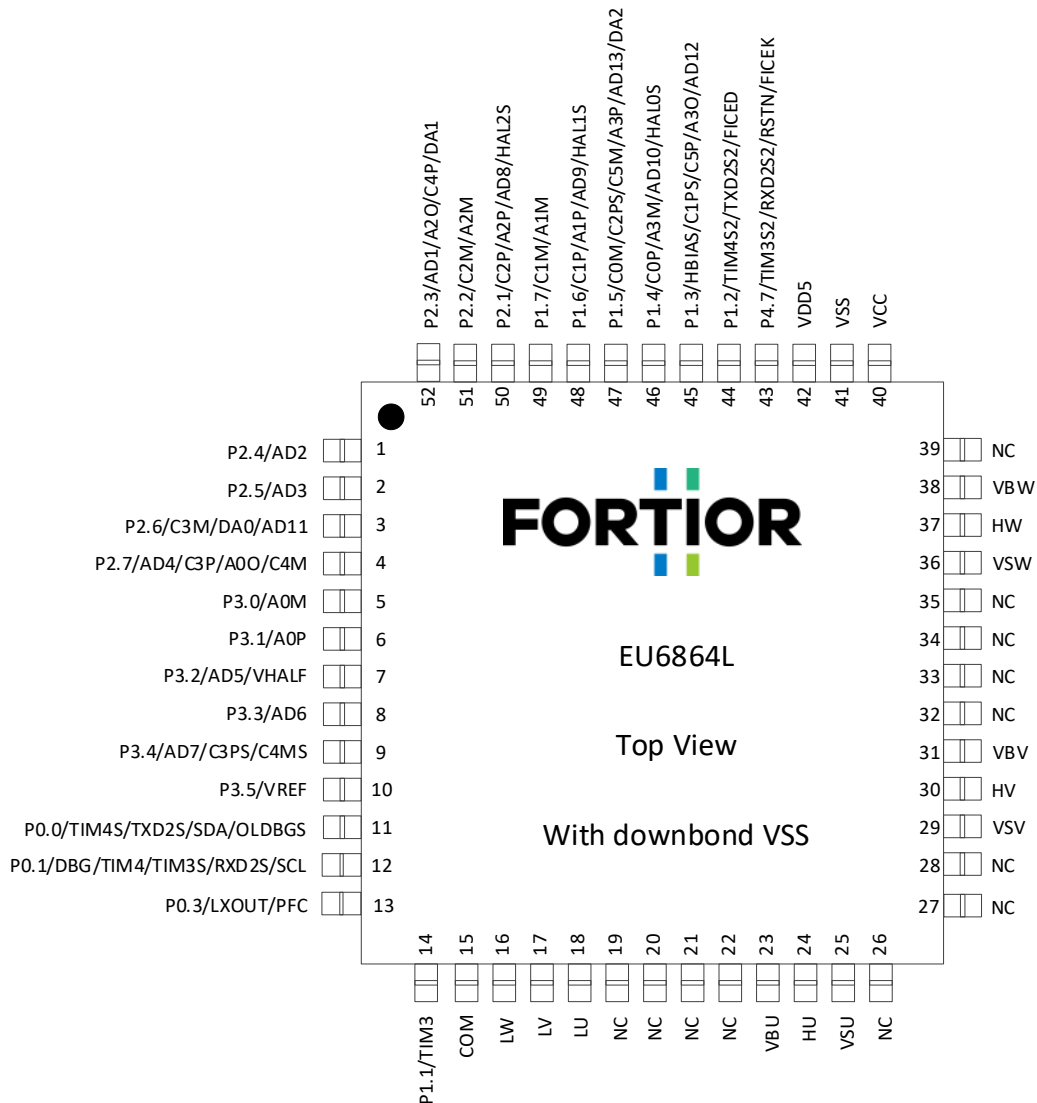 P2.3/AD1/A2O/C4P/DA1
P2.2/C2M/A2M
P2.1/C2P/A2P/AD8/HAL2S
P1.7/C1M/A1M
P1.6/C1P/A1P/AD9/HAL1S
P1.5/C0M/C2PS/C5M/A3P/AD13/DA2
P1.4/C0P/A3M/AD10/HAL0S
P1.3/HBIAS/C1PS/C5P/A3O/AD12
P1.2/TIM4S2/TXD2S2/FICED
P4.7/TIM3S2/RXD2S2/RSTN/FICEK
VDD5
VSS
VCC
52 51 50 49 48 47 46 45 44 43 42 41 40
P2.4/AD2 1
P2.5/AD3 2
P2.6/C3M/DA0/AD11 3
P2.7/AD4/C3P/A0O/C4M 4
P3.0/A0M 5
P3.1/A0P 6
P3.2/AD5/VHALF 7
P3.3/AD6 8
P3.4/AD7/C3PS/C4MS 9
P3.5/VREF 10
P0.0/TIM4S/TXD2S/SDA/OLDBGS 11
P0.1/DBG/TIM4/TIM3S/RXD2S/SCL 12
P0.3/LXOUT/PFC 13
FORTIOR
EU6864L
Top View
With downbond VSS
39 NC
38 VBW
37 HW
36 VSW
35 NC
34 NC
33 NC
32 NC
31 VBV
30 HV
29 VSV
28 NC
27 NC
14 15 16 17 18 19 20 21 22 23 24 25 26
P1.1/TIM3
COM
LW
LV
LU
NC
NC
NC
NC
VBU
HU
VSU
NC